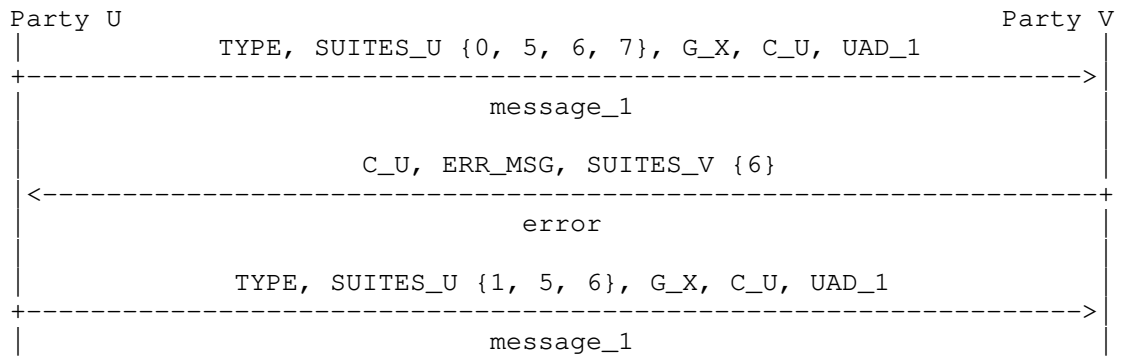 Party U Party V
TYPE, SUITES_U {0, 5, 6, 7}, G_X, C_U, UAD_1
message_1
C_U, ERR_MSG, SUITES_V {6}
error
TYPE, SUITES_U {1, 5, 6}, G_X, C_U, UAD_1
message_1